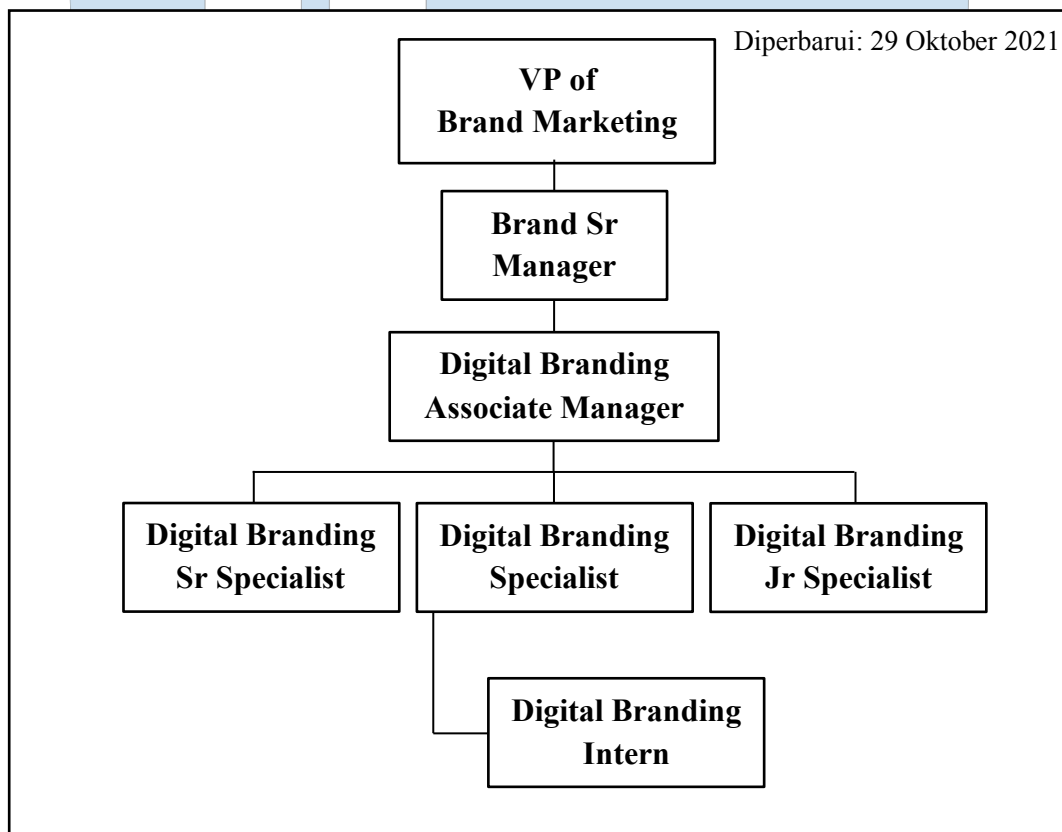 Diperbarui: 29 Oktober 2021
VP of
Brand Marketing
Brand Sr
Manager
Digital Branding
Associate Manager
Digital Branding
Sr Specialist
Digital Branding
Specialist
Digital Branding
Jr Specialist
Digital Branding
Intern